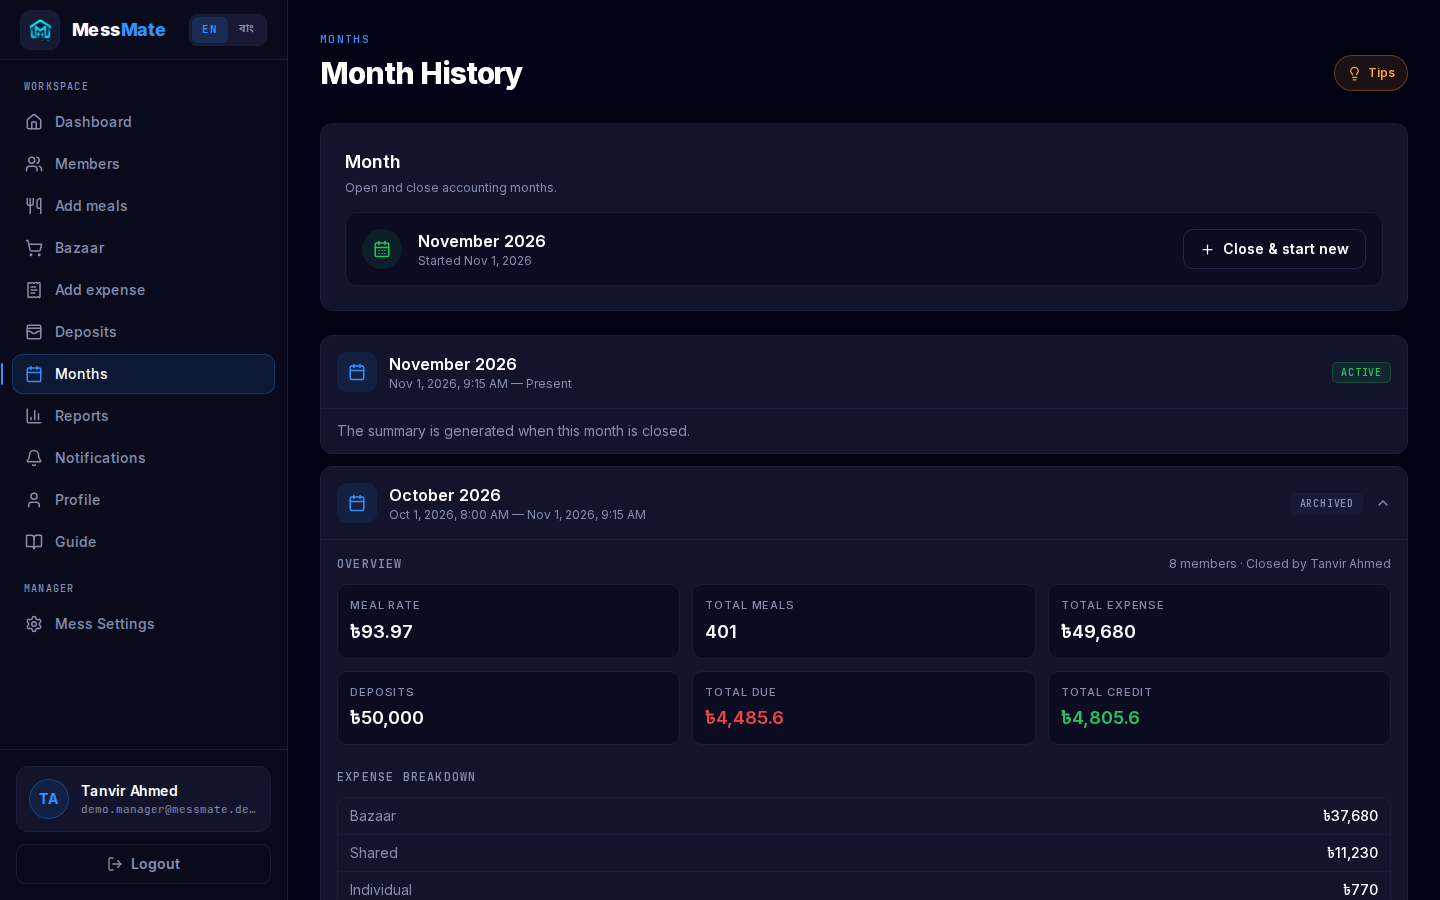 MessMate
EN
বাং
WORKSPACE
Dashboard
Members
Add meals
Bazaar
Add expense
Deposits
Months
Reports
Notifications
Profile
Guide
MANAGER
Mess Settings
TA
Tanvir Ahmed
demo.manager@messmate.de…
Logout
MONTHS
Month History
Tips
Month
Open and close accounting months.
November 2026
Started Nov 1, 2026
Close & start new
November 2026
Nov 1, 2026, 9:15 AM — Present
ACTIVE
The summary is generated when this month is closed.
October 2026
Oct 1, 2026, 8:00 AM — Nov 1, 2026, 9:15 AM
ARCHIVED
OVERVIEW
8 members · Closed by Tanvir Ahmed
MEAL RATE
৳93.97
TOTAL MEALS
401
TOTAL EXPENSE
৳49,680
DEPOSITS
৳50,000
TOTAL DUE
৳4,485.6
TOTAL CREDIT
৳4,805.6
EXPENSE BREAKDOWN
Bazaar
৳37,680
Shared
৳11,230
Individual
৳770